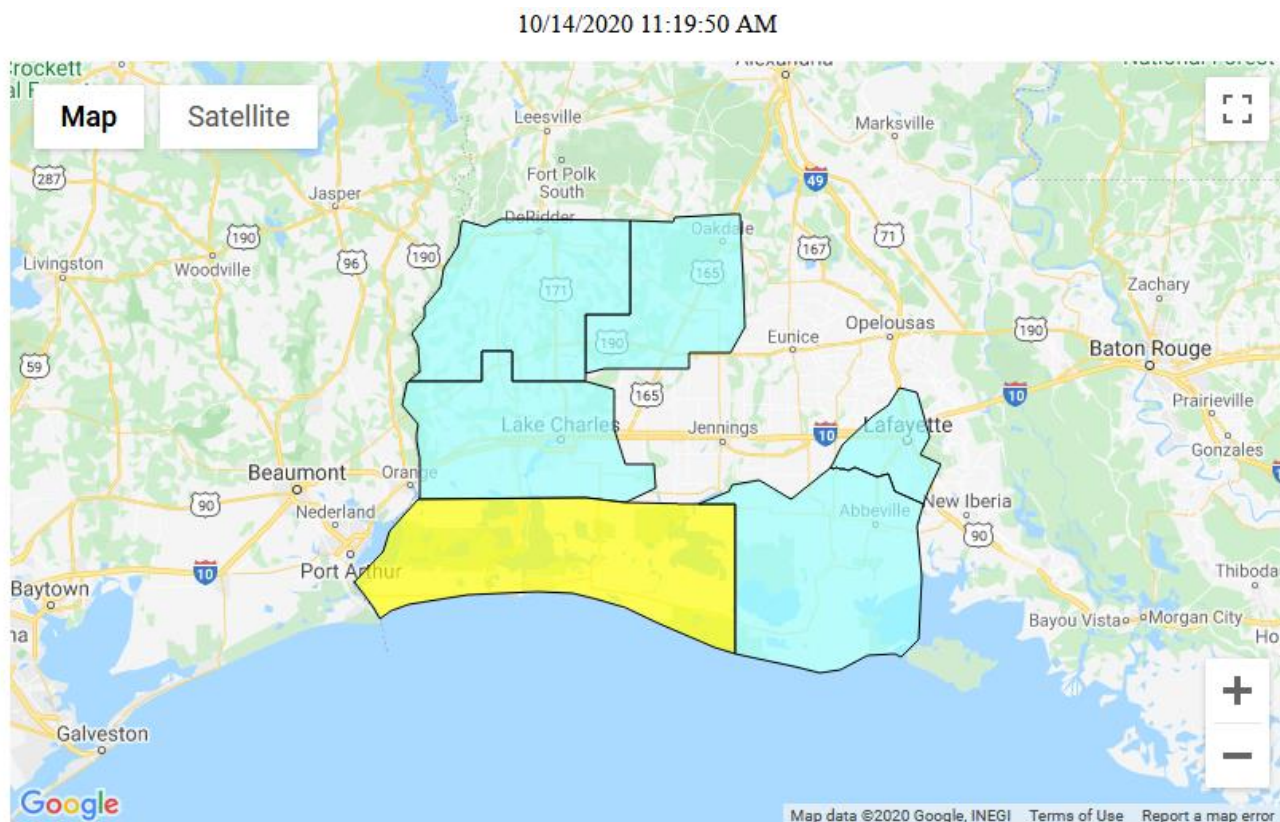 10/14/2020 11:19:50 AM
Crockett
Alexandria
National Forest
Map
Satellite
Leesville
Marksville
287
Jasper
Fort Polk
South
49
DeRidder
Oakdale
190
96
190
167
71
Livingston
Woodville
171
165
Zachary
59
190
Eunice
Opelousas
190
Baton Rouge
165
10
Prairieville
Lake Charles
Jennings
10
Lafayette
Gonzales
Beaumont
Orange
90
Nederland
Abbeville
New Iberia
90
10
Port Arthur
Baytown
Bayou Vista
Morgan City
Galveston
Google
Map data ©2020 Google, INEGI Terms of Use Report a map error